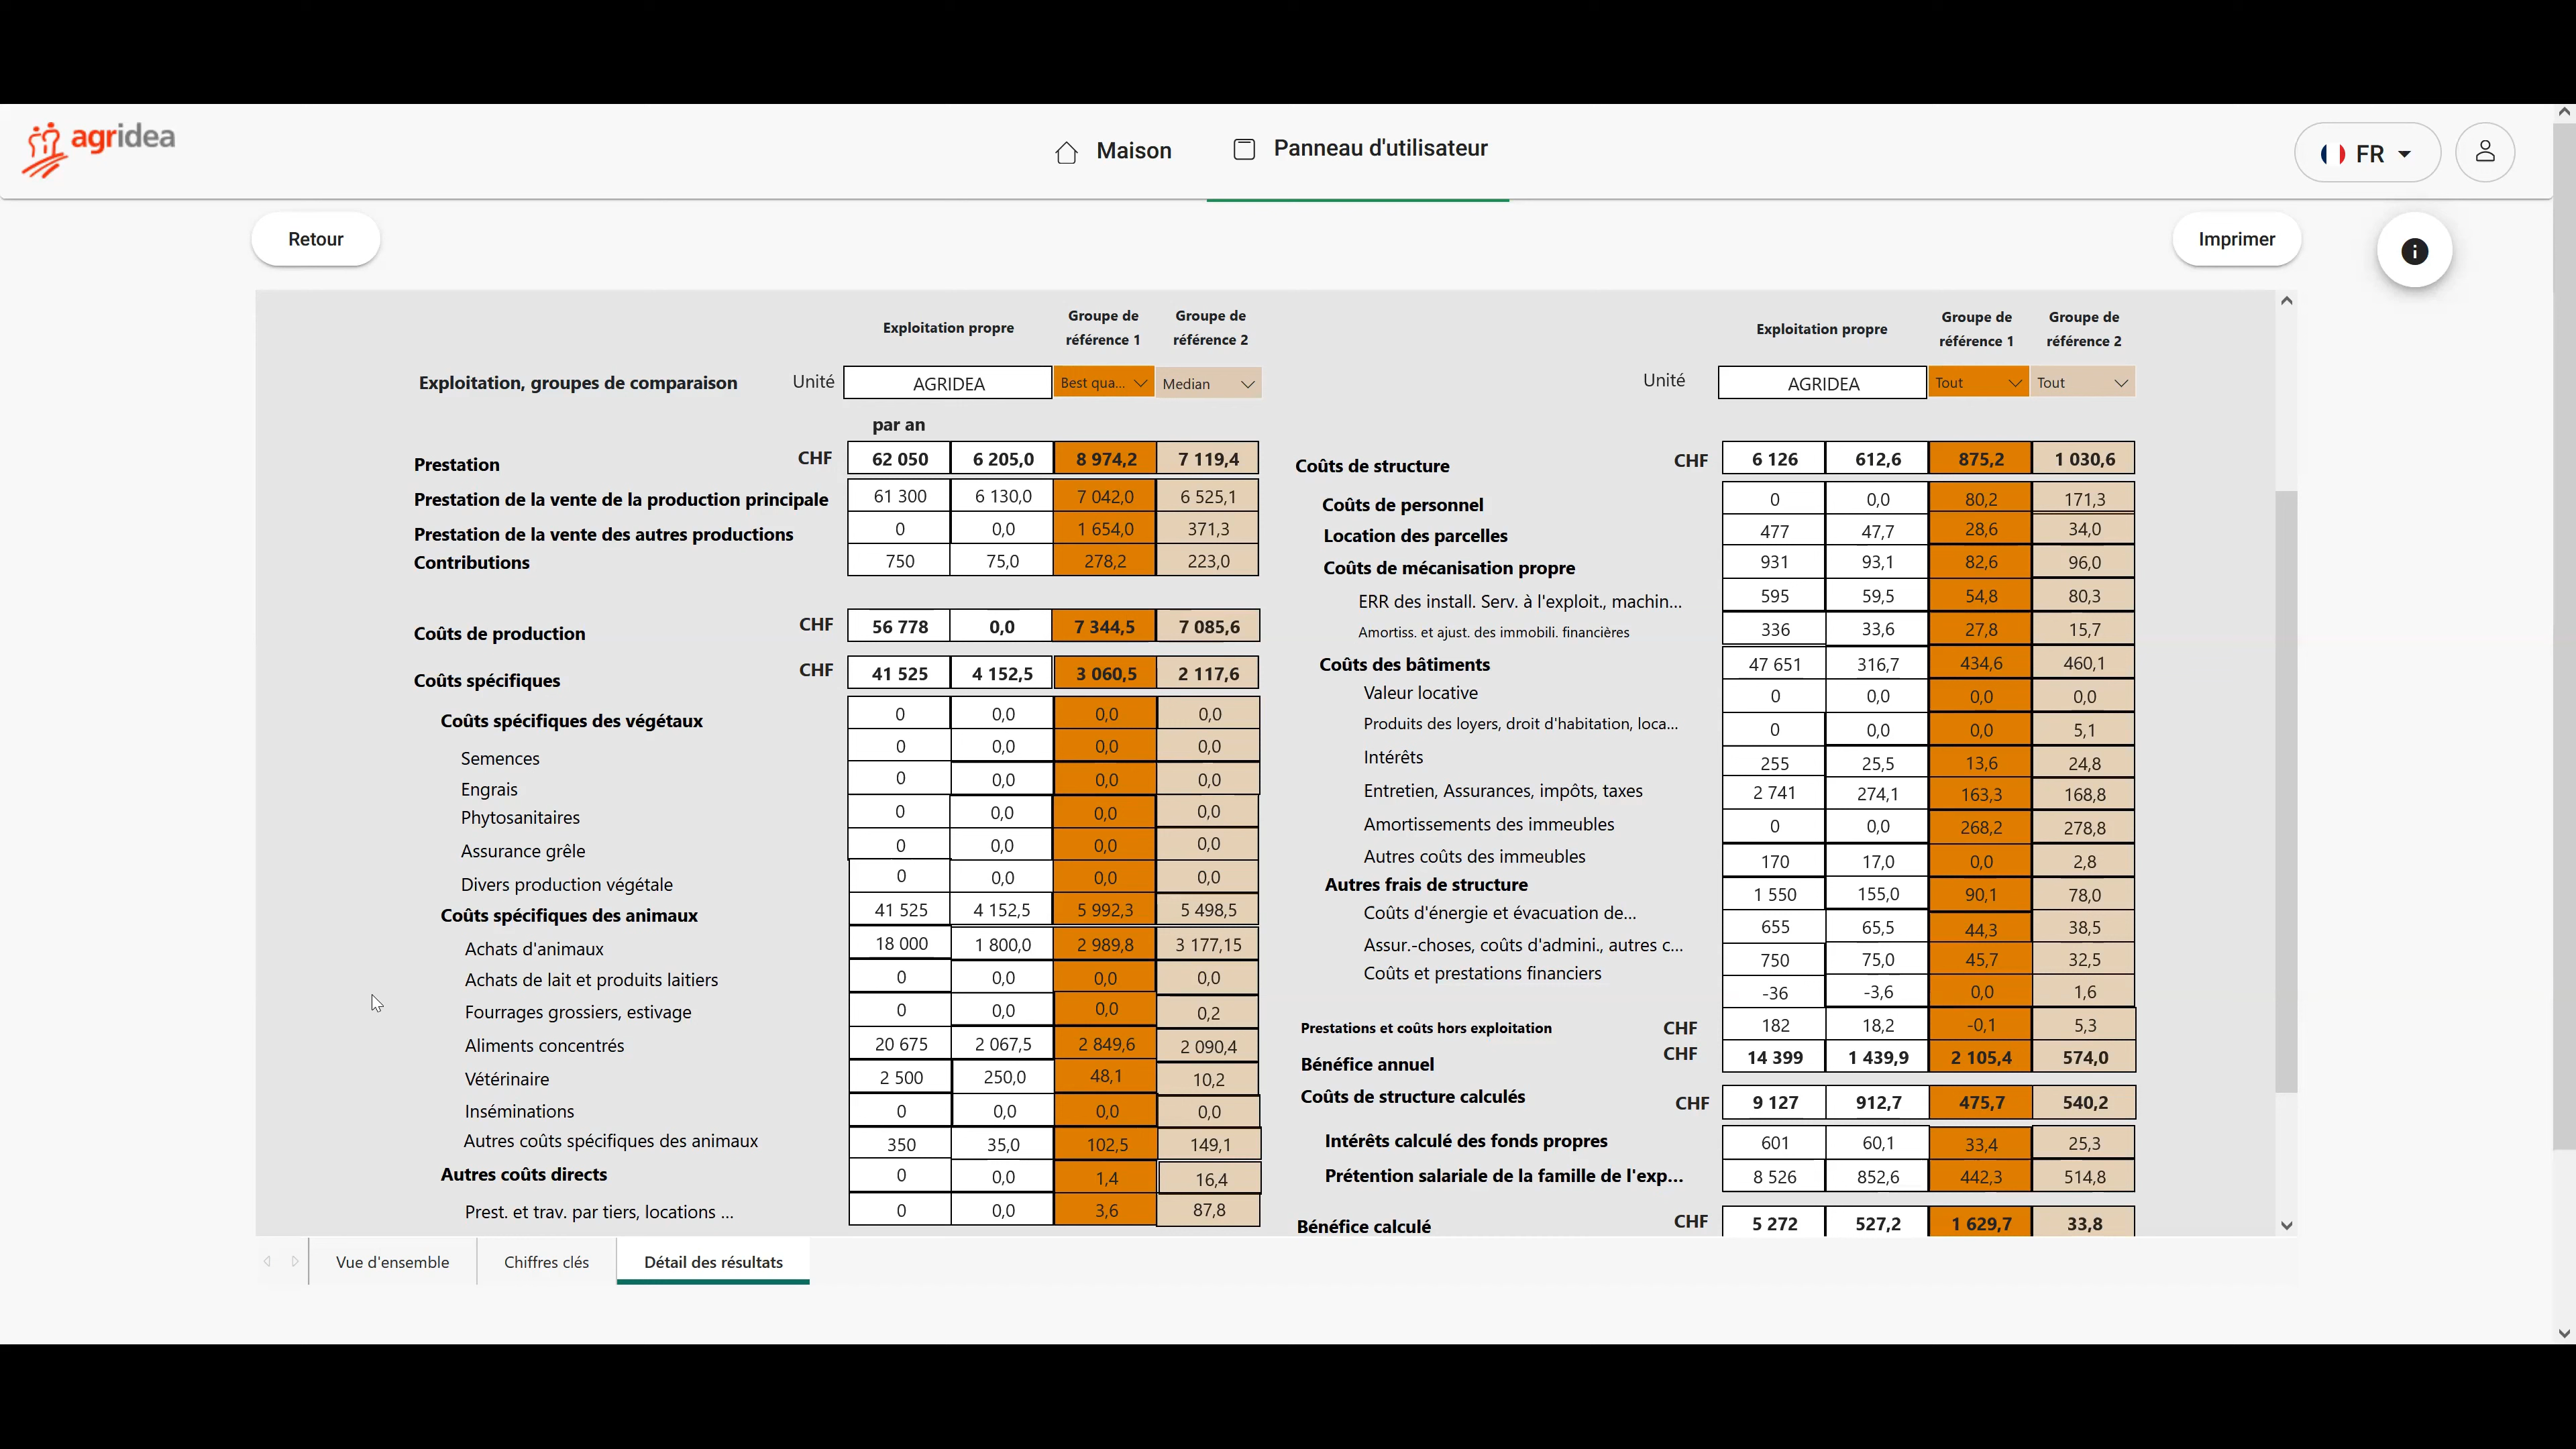 agridea
Maison
Panneau d'utilisateur
FR
Retour
Imprimer
Exploitation propre Groupe de référence 1 Groupe de référence 2
Exploitation, groupes de comparaison Unité AGRIDEA Best qua... Median
par an
Prestation CHF 62 050 6 205,0 8 974,2 7 119,4
Prestation de la vente de la production principale 61 300 6 130,0 7 042,0 6 525,1
Prestation de la vente des autres productions 0 0,0 1 654,0 371,3
Contributions 750 75,0 278,2 223,0
Coûts de production CHF 56 778 0,0 7 344,5 7 085,6
Coûts spécifiques CHF 41 525 4 152,5 3 060,5 2 117,6
Coûts spécifiques des végétaux 0 0,0 0,0 0,0
Semences 0 0,0 0,0 0,0
Engrais 0 0,0 0,0 0,0
Phytosanitaires 0 0,0 0,0 0,0
Assurance grêle 0 0,0 0,0 0,0
Divers production végétale 0 0,0 0,0 0,0
Coûts spécifiques des animaux 41 525 4 152,5 5 992,3 5 498,5
Achats d'animaux 18 000 1 800,0 2 989,8 3 177,15
Achats de lait et produits laitiers 0 0,0 0,0 0,0
Fourrages grossiers, estivage 0 0,0 0,0 0,2
Aliments concentrés 20 675 2 067,5 2 849,6 2 090,4
Vétérinaire 2 500 250,0 48,1 10,2
Inséminations 0 0,0 0,0 0,0
Autres coûts spécifiques des animaux 350 35,0 102,5 149,1
Autres coûts directs 0 0,0 1,4 16,4
Prest. et trav. par tiers, locations ... 0 0,0 3,6 87,8
Exploitation propre Groupe de référence 1 Groupe de référence 2
Unité AGRIDEA Tout Tout
Coûts de structure CHF 6 126 612,6 875,2 1 030,6
Coûts de personnel 0 0,0 80,2 171,3
Location des parcelles 477 47,7 28,6 34,0
Coûts de mécanisation propre 931 93,1 82,6 96,0
ERR des install. Serv. à l'exploit., machin... 595 59,5 54,8 80,3
Amortiss. et ajust. des immobili. financières 336 33,6 27,8 15,7
Coûts des bâtiments 47 651 316,7 434,6 460,1
Valeur locative 0 0,0 0,0 0,0
Produits des loyers, droit d'habitation, loca... 0 0,0 0,0 5,1
Intérêts 255 25,5 13,6 24,8
Entretien, Assurances, impôts, taxes 2 741 274,1 163,3 168,8
Amortissements des immeubles 0 0,0 268,2 278,8
Autres coûts des immeubles 170 17,0 0,0 2,8
Autres frais de structure 1 550 155,0 90,1 78,0
Coûts d'énergie et évacuation de... 655 65,5 44,3 38,5
Assur.-choses, coûts d'admini., autres c... 750 75,0 45,7 32,5
Coûts et prestations financiers -36 -3,6 0,0 1,6
Prestations et coûts hors exploitation CHF 182 18,2 -0,1 5,3
Bénéfice annuel CHF 14 399 1 439,9 2 105,4 574,0
Coûts de structure calculés CHF 9 127 912,7 475,7 540,2
Intérêts calculé des fonds propres 601 60,1 33,4 25,3
Prétention salariale de la famille de l'exp... 8 526 852,6 442,3 514,8
Bénéfice calculé CHF 5 272 527,2 1 629,7 33,8
Vue d'ensemble
Chiffres clés
Détail des résultats